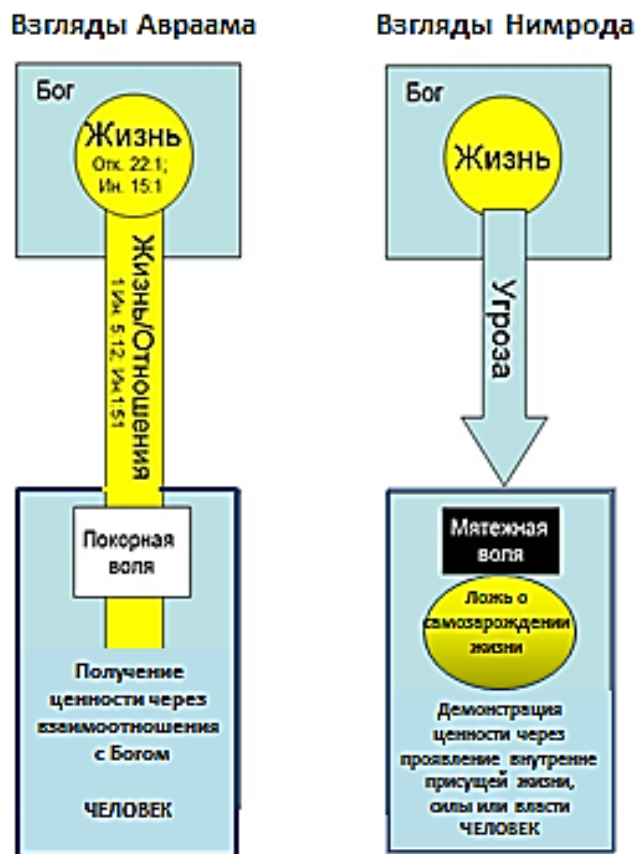 Взгляды Авраама
Бог
Жизнь
Отк. 22:1;
Ин. 15:1
Жизнь/Отношения
1 Ин. 5:12, Ин.1:51
Покорная
воля
Получение
ценности через
взаимоотношения
с Богом
ЧЕЛОВЕК
Взгляды Нимрода
Бог
Жизнь
Угроза
Мятежная
воля
Ложь о
самозарождении
жизни
Демонстрация
ценности через
проявление внутренне
присущей жизни,
силы или власти
ЧЕЛОВЕК